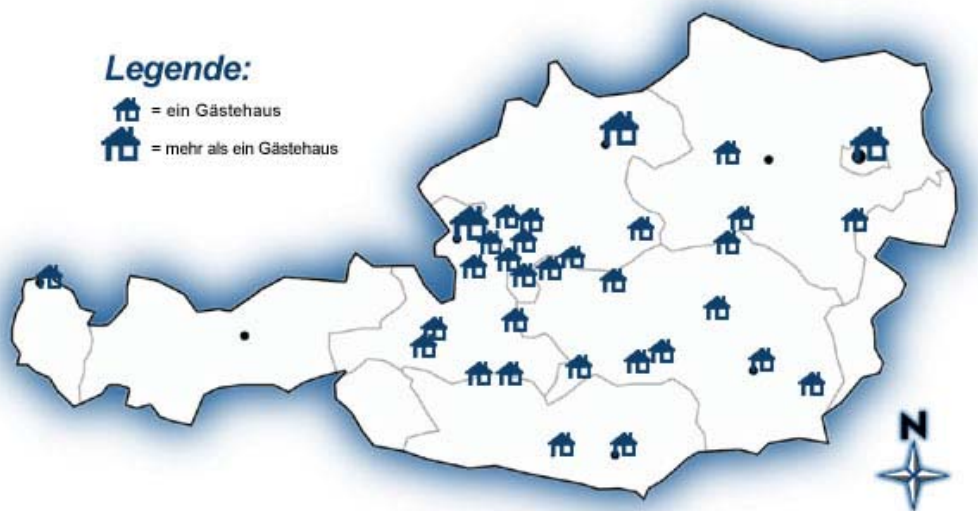 Legende:
= ein Gästehaus
= mehr als ein Gästehaus
N